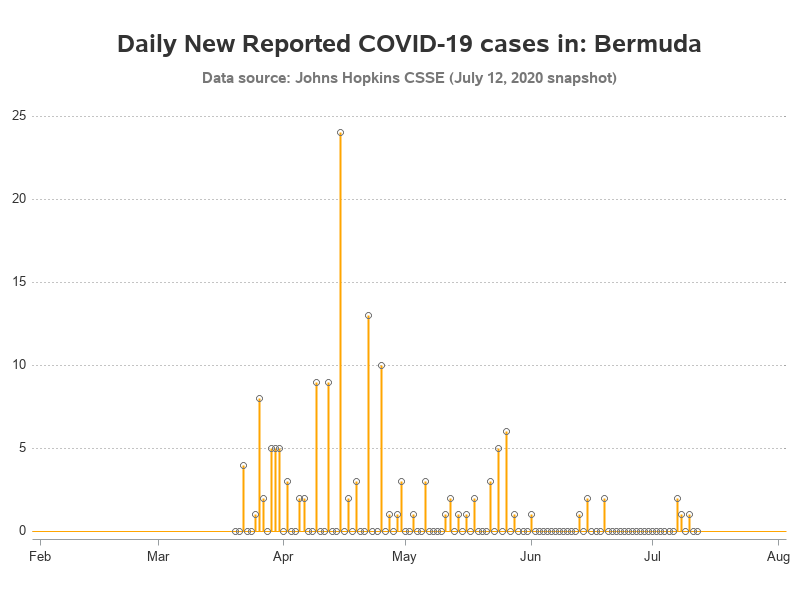 Daily New Reported COVID-19 cases in: Bermuda
Data source: Johns Hopkins CSSE (July 12, 2020 snapshot)
25
20
15
10
5
0
Feb Mar Apr May Jun Jul Aug